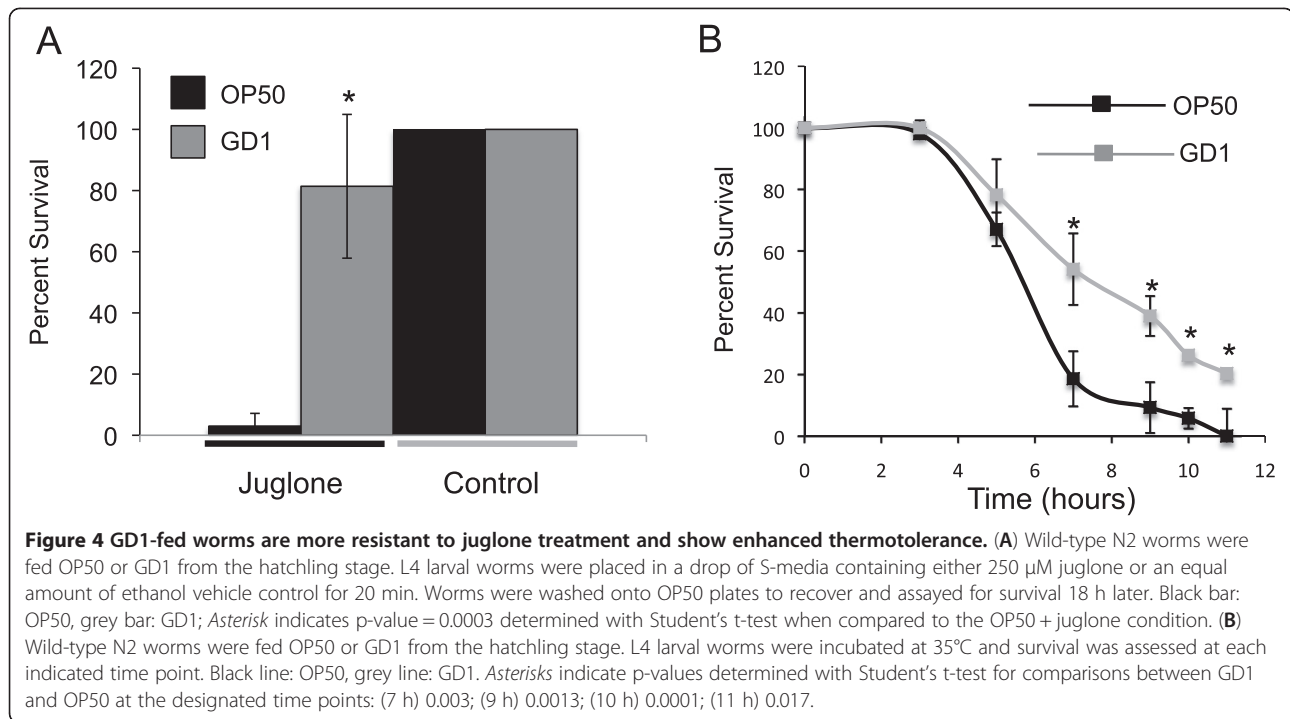 A
120
100
80
60
40
20
0
Percent Survival
OP50
GD1
*
Juglone
Control
B
120
100
80
60
40
20
0
Percent Survival
OP50
GD1
*
*
*
*
0 2 4 6 8 10 12
Time (hours)
Figure 4 GD1-fed worms are more resistant to juglone treatment and show enhanced thermotolerance. (A) Wild-type N2 worms were
fed OP50 or GD1 from the hatchling stage. L4 larval worms were placed in a drop of S-media containing either 250 μM juglone or an equal
amount of ethanol vehicle control for 20 min. Worms were washed onto OP50 plates to recover and assayed for survival 18 h later. Black bar:
OP50, grey bar: GD1; Asterisk indicates p-value = 0.0003 determined with Student's t-test when compared to the OP50 + juglone condition. (B)
Wild-type N2 worms were fed OP50 or GD1 from the hatchling stage. L4 larval worms were incubated at 35°C and survival was assessed at each
indicated time point. Black line: OP50, grey line: GD1. Asterisks indicate p-values determined with Student's t-test for comparisons between GD1
and OP50 at the designated time points: (7 h) 0.003; (9 h) 0.0013; (10 h) 0.0001; (11 h) 0.017.